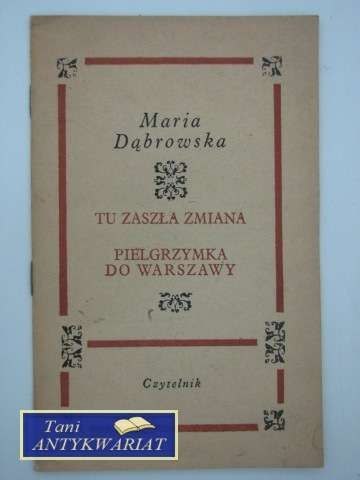 Maria
Dąbrowska
TU ZASZŁA ZMIANA
PIELGRZYMKA
DO WARSZAWY
Czytelnik
Tani
ANTYKWARIAT